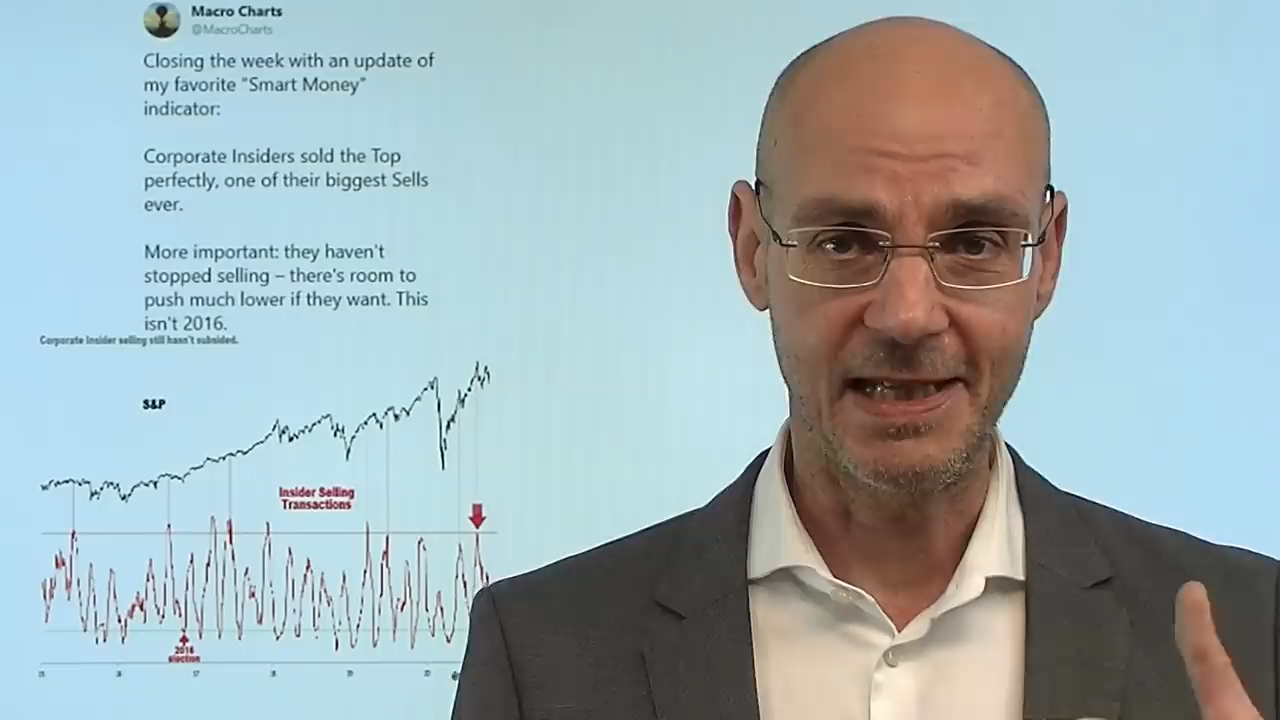 Macro Charts
@MacroCharts
Closing the week with an update of
my favorite "Smart Money"
indicator:
Corporate Insiders sold the Top
perfectly, one of their biggest Sells
ever.
More important: they haven't
stopped selling – there's room to
push much lower if they want. This
isn't 2016.
Corporate Insider selling still hasn't subsided.
S&P
Insider Selling
Transactions
2016
election
17
20